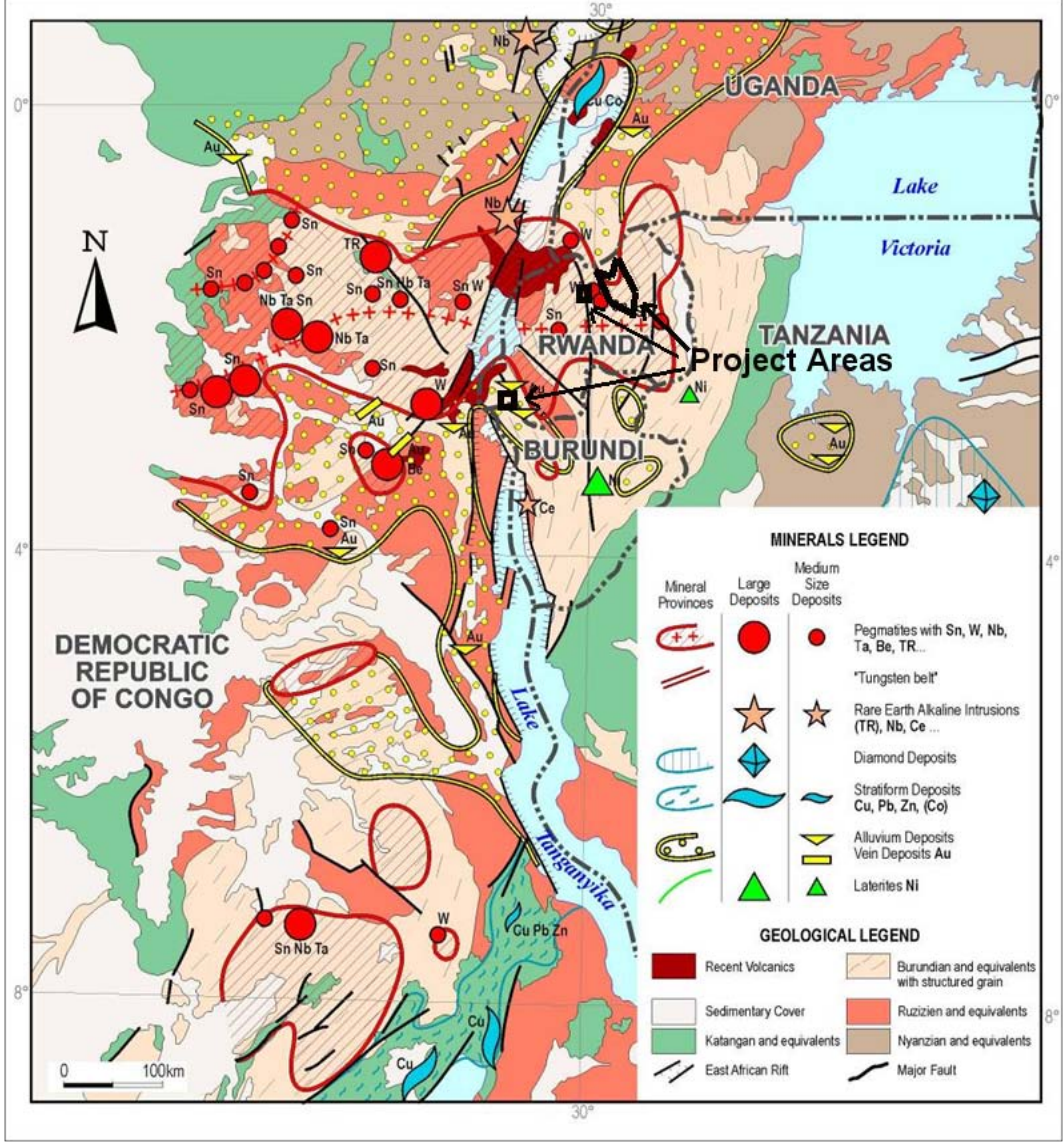 30°
Nb
UGANDA
0°
0°
Cu Co
Au
Au
Lake
Victoria
N
Nb
Sn
TR
W
Sn
Sn
Sn
Sn Nb Ta
Sn W
W
Nb Ta Sn
Nb Ta
Sn
RWANDA
TANZANIA
Project Areas
Sn
Sn
Sn
W
Au
Au
Ni
Au
BURUNDI
Au
Sn
Au
Be
Ni
Sn
Ce
Sn
Au
4°
4°
DEMOCRATIC
REPUBLIC
OF CONGO
Au
Lake
Tanganyika
W
Sn Nb Ta
Cu Pb Zn
8°
8°
Cu
Cu
0 100km
30°
MINERALS LEGEND
Mineral
Provinces
Large
Deposits
Medium
Size
Deposits
Pegmatites with Sn, W, Nb,
Ta, Be, TR...
"Tungsten belt"
Rare Earth Alkaline Intrusions
(TR), Nb, Ce ...
Diamond Deposits
Stratiform Deposits
Cu, Pb, Zn, (Co)
Alluvium Deposits
Vein Deposits Au
Laterites Ni
GEOLOGICAL LEGEND
Recent Volcanics
Burundian and equivalents
with structured grain
Sedimentary Cover
Ruzizien and equivalents
Katangan and equivalents
Nyanzian and equivalents
East African Rift
Major Fault